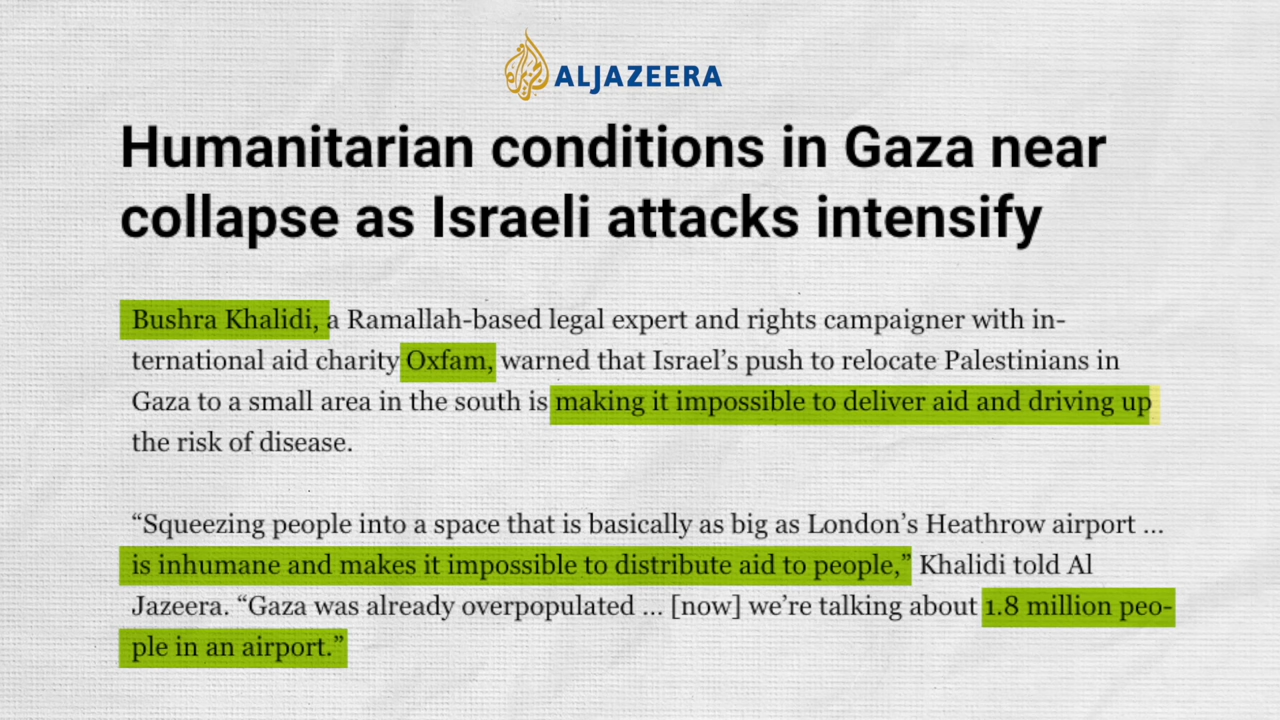 ALJAZEERA
Humanitarian conditions in Gaza near
collapse as Israeli attacks intensify
Bushra Khalidi, a Ramallah-based legal expert and rights campaigner with in-
ternational aid charity Oxfam, warned that Israel’s push to relocate Palestinians in
Gaza to a small area in the south is making it impossible to deliver aid and driving up
the risk of disease.
“Squeezing people into a space that is basically as big as London’s Heathrow airport ...
is inhumane and makes it impossible to distribute aid to people,” Khalidi told Al
Jazeera. “Gaza was already overpopulated ... [now] we’re talking about 1.8 million peo-
ple in an airport.”